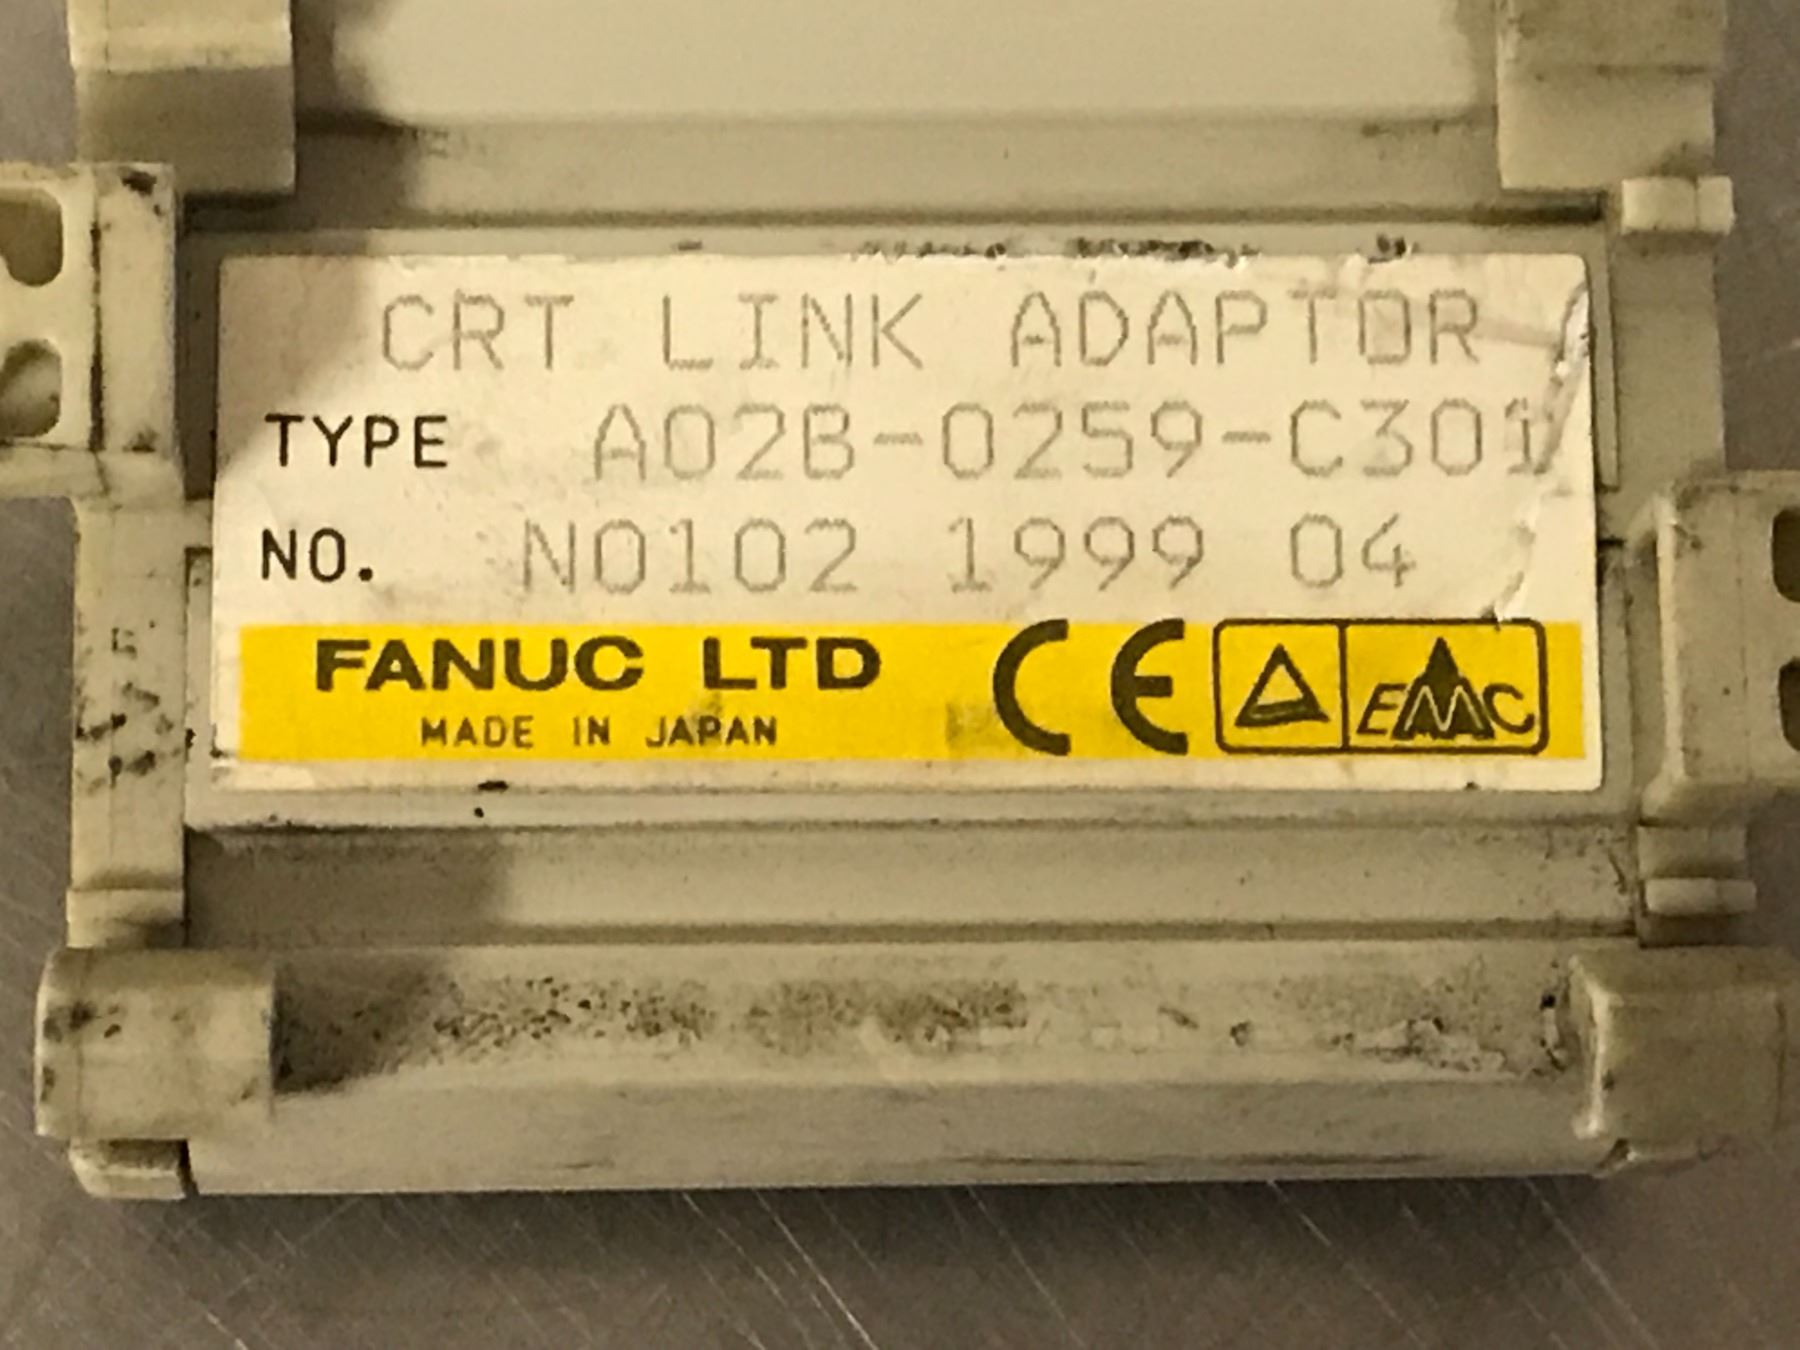 CRT LINK ADAPTOR
TYPE A02B-0259-C301
NO. N0102 1999 04
FANUC LTD
MADE IN JAPAN
CE EMC